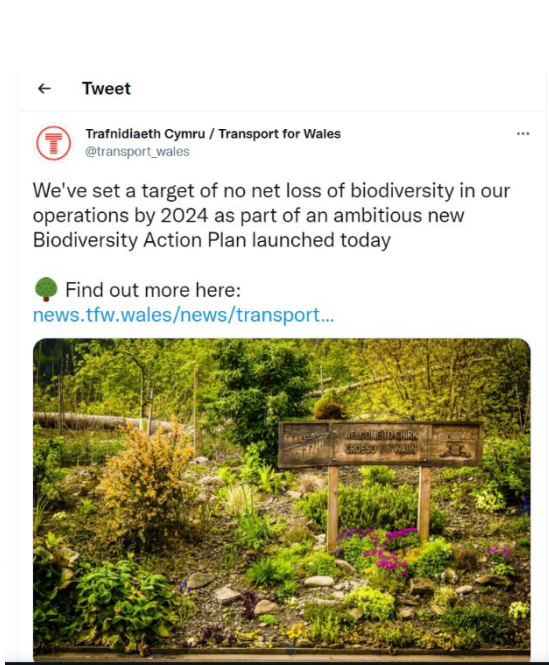 ← Tweet
Trafnidiaeth Cymru / Transport for Wales
@transport_wales
We've set a target of no net loss of biodiversity in our
operations by 2024 as part of an ambitious new
Biodiversity Action Plan launched today
🌳 Find out more here:
news.tfw.wales/news/transport...
WELCOME TO CHIRK
CROESO I'R WAUN